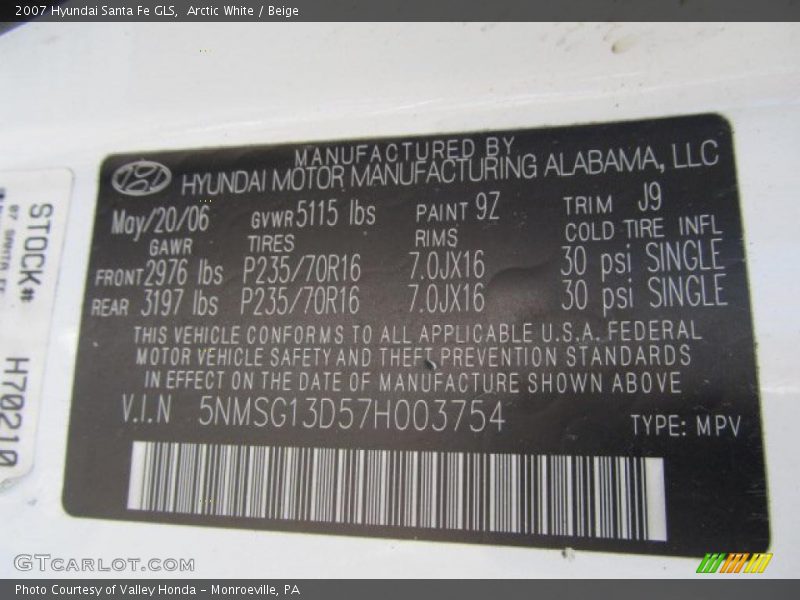 2007 Hyundai Santa Fe GLS, Arctic White / Beige
MANUFACTURED BY
HYUNDAI MOTOR MANUFACTURING ALABAMA, LLC
May/20/06 GVWR 5115 lbs PAINT 9Z TRIM J9
GAWR TIRES RIMS COLD TIRE INFL
FRONT 2976 lbs P235/70R16 7.0JX16 30 psi SINGLE
REAR 3197 lbs P235/70R16 7.0JX16 30 psi SINGLE
THIS VEHICLE CONFORMS TO ALL APPLICABLE U.S.A. FEDERAL
MOTOR VEHICLE SAFETY AND THEFT PREVENTION STANDARDS
IN EFFECT ON THE DATE OF MANUFACTURE SHOWN ABOVE
V.I.N 5NMSG13D57H003754 TYPE: MPV
STOCK# H70210
07 SANTA FE
GTCARLOT.COM
Photo Courtesy of Valley Honda - Monroeville, PA